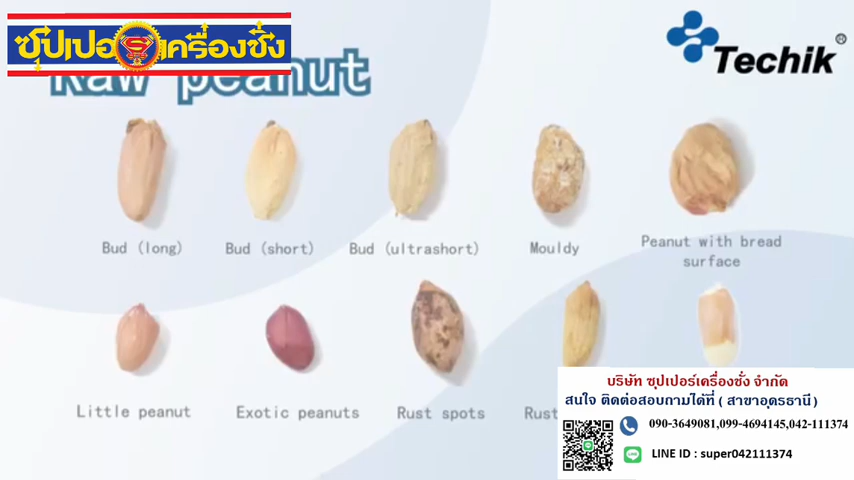 ซุปเปอร์เครื่องชั่ง
Techik®
Raw peanut
Bud (long)
Bud (short)
Bud (ultrashort)
Mouldy
Peanut with bread
surface
Little peanut
Exotic peanuts
Rust spots
Rust
บริษัท ซุปเปอร์เครื่องชั่ง จำกัด
สนใจ ติดต่อสอบถามได้ที่ ( สาขาอุดรธานี )
090-3649081,099-4694145,042-111374
LINE ID : super042111374